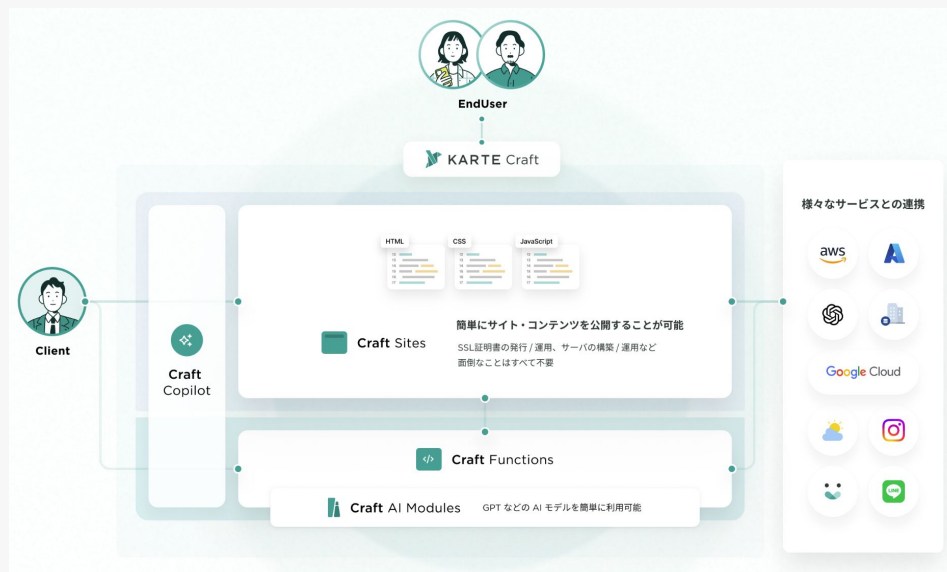 EndUser
KARTE Craft
様々なサービスとの連携
aws
HTML
CSS
JavaScript
Client
簡単にサイト・コンテンツを公開することが可能
Craft Sites
SSL証明書の発行 / 運用、サーバの構築 / 運用など
面倒なことはすべて不要
Craft
Copilot
Google Cloud
</> Craft Functions
LINE
Craft AI Modules
GPT などの AI モデルを簡単に利用可能